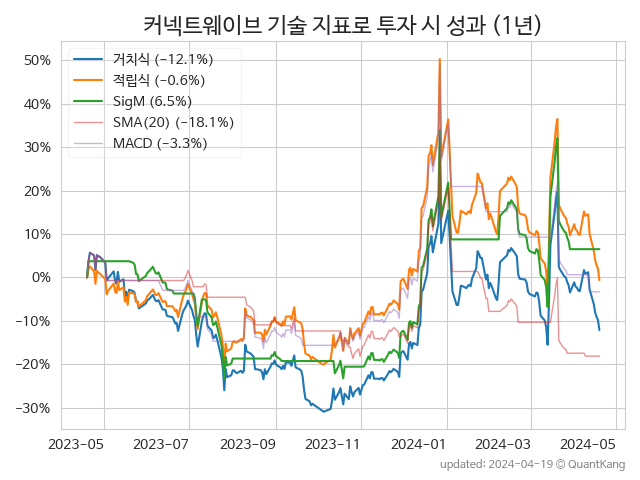 커넥트웨이브 기술 지표로 투자 시 성과 (1년)
거치식 (−12.1%)
적립식 (−0.6%)
SigM (6.5%)
SMA(20) (−18.1%)
MACD (−3.3%)
50%
40%
30%
20%
10%
0%
−10%
−20%
−30%
2023-05 2023-07 2023-09 2023-11 2024-01 2024-03 2024-05
updated: 2024-04-19 © QuantKang